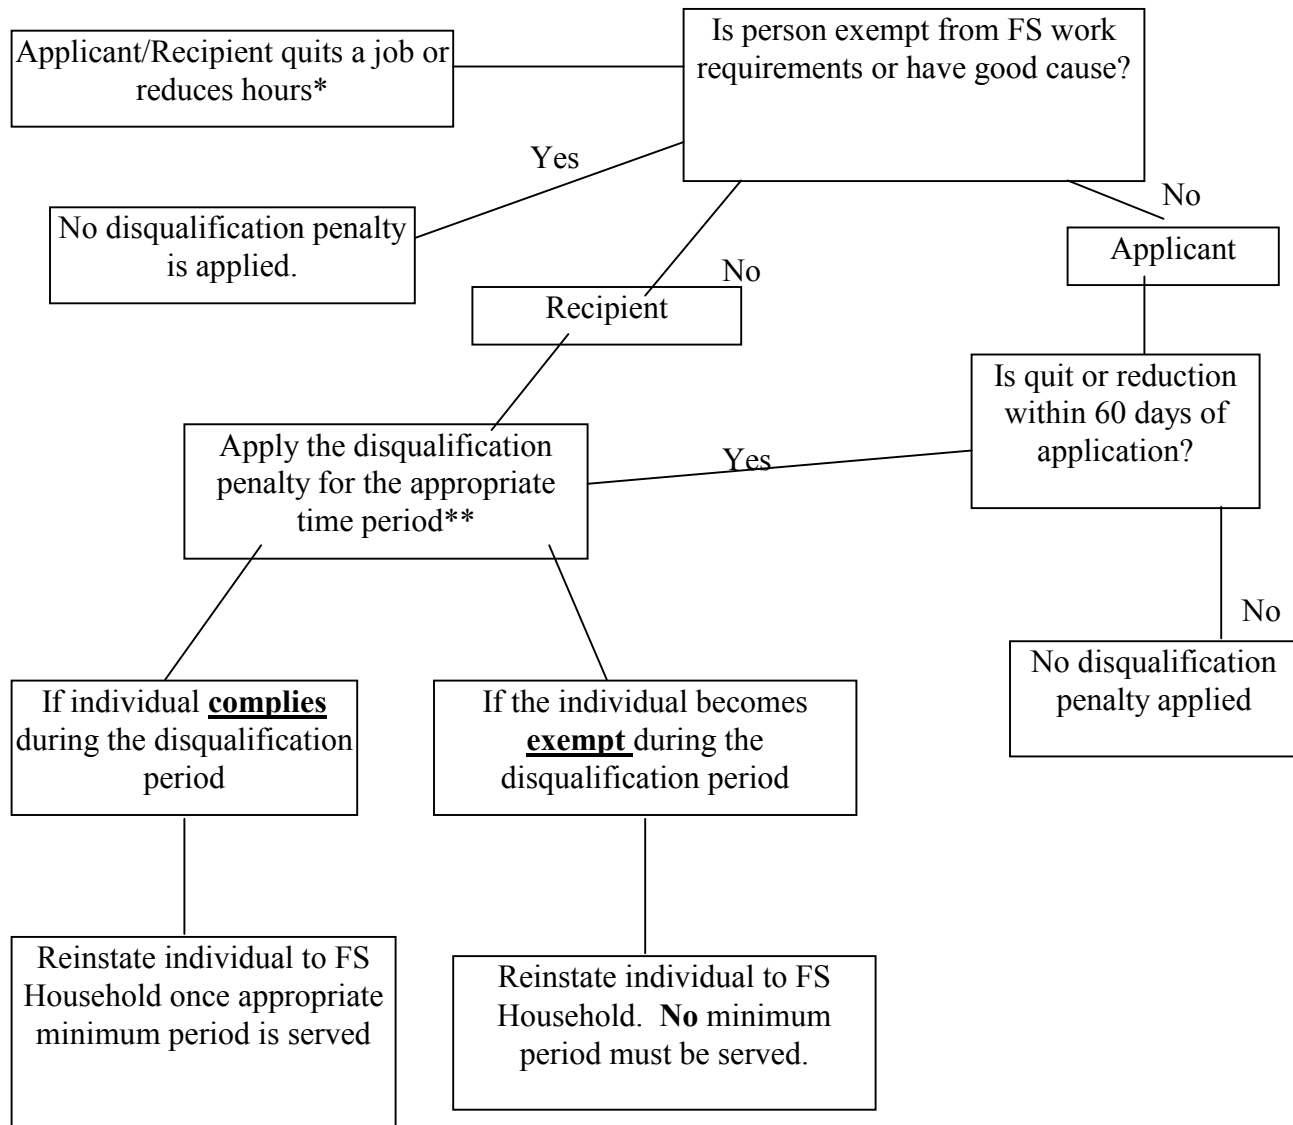 Applicant/Recipient quits a job or
reduces hours*
Is person exempt from FS work
requirements or have good cause?
Yes
No
No disqualification penalty
is applied.
No
Recipient
Applicant
Is quit or reduction
within 60 days of
application?
Apply the disqualification
penalty for the appropriate
time period**
Yes
No
No disqualification
penalty applied
If individual complies
during the disqualification
period
If the individual becomes
exempt during the
disqualification period
Reinstate individual to FS
Household once appropriate
minimum period is served
Reinstate individual to FS
Household. No minimum
period must be served.